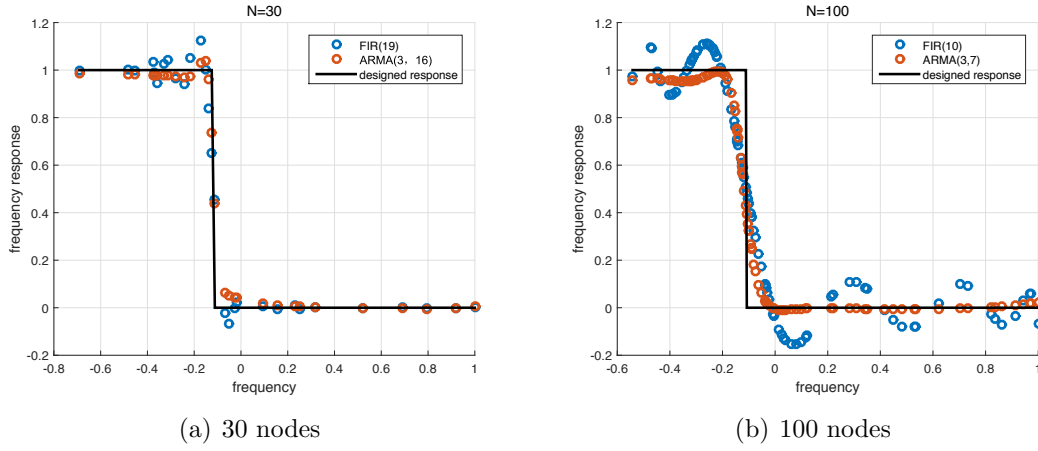 N=30
1.2
1
0.8
0.6
0.4
0.2
0
-0.2
-0.8
-0.6
-0.4
-0.2
0
0.2
0.4
0.6
0.8
1
frequency response
frequency
FIR(19)
ARMA(3, 16)
designed response
(a) 30 nodes
N=100
1.2
1
0.8
0.6
0.4
0.2
0
-0.2
-0.6
-0.4
-0.2
0
0.2
0.4
0.6
0.8
1
frequency response
frequency
FIR(10)
ARMA(3,7)
designed response
(b) 100 nodes